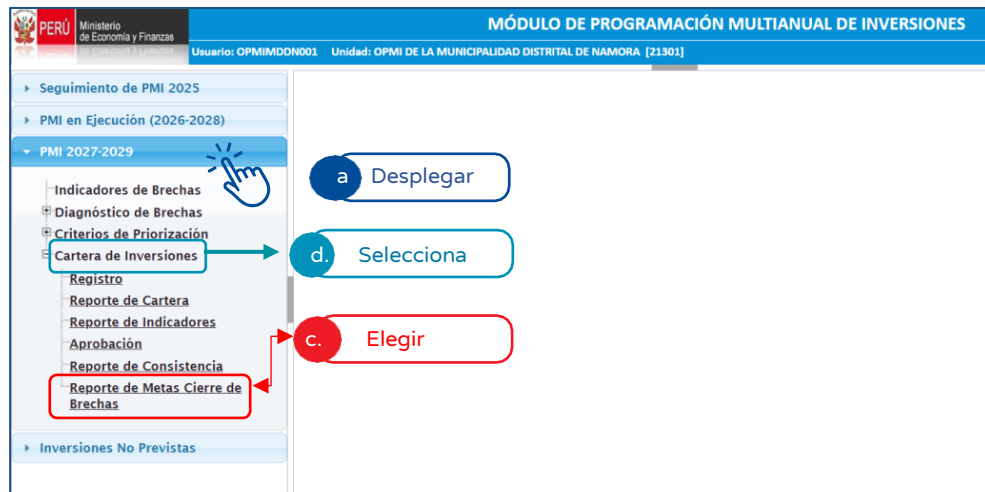 PERÚ
Ministerio
de Economía y Finanzas
MÓDULO DE PROGRAMACIÓN MULTIANUAL DE INVERSIONES
Usuario: OPMIMDDN001 Unidad: OPMI DE LA MUNICIPALIDAD DISTRITAL DE NAMORA [21301]
Seguimiento de PMI 2025
PMI en Ejecución (2026-2028)
PMI 2027-2029
Indicadores de Brechas
Diagnóstico de Brechas
Criterios de Priorización
Cartera de Inversiones
Registro
Reporte de Cartera
Reporte de Indicadores
Aprobación
Reporte de Consistencia
Reporte de Metas Cierre de
Brechas
Inversiones No Previstas
a Desplegar
d. Selecciona
c. Elegir